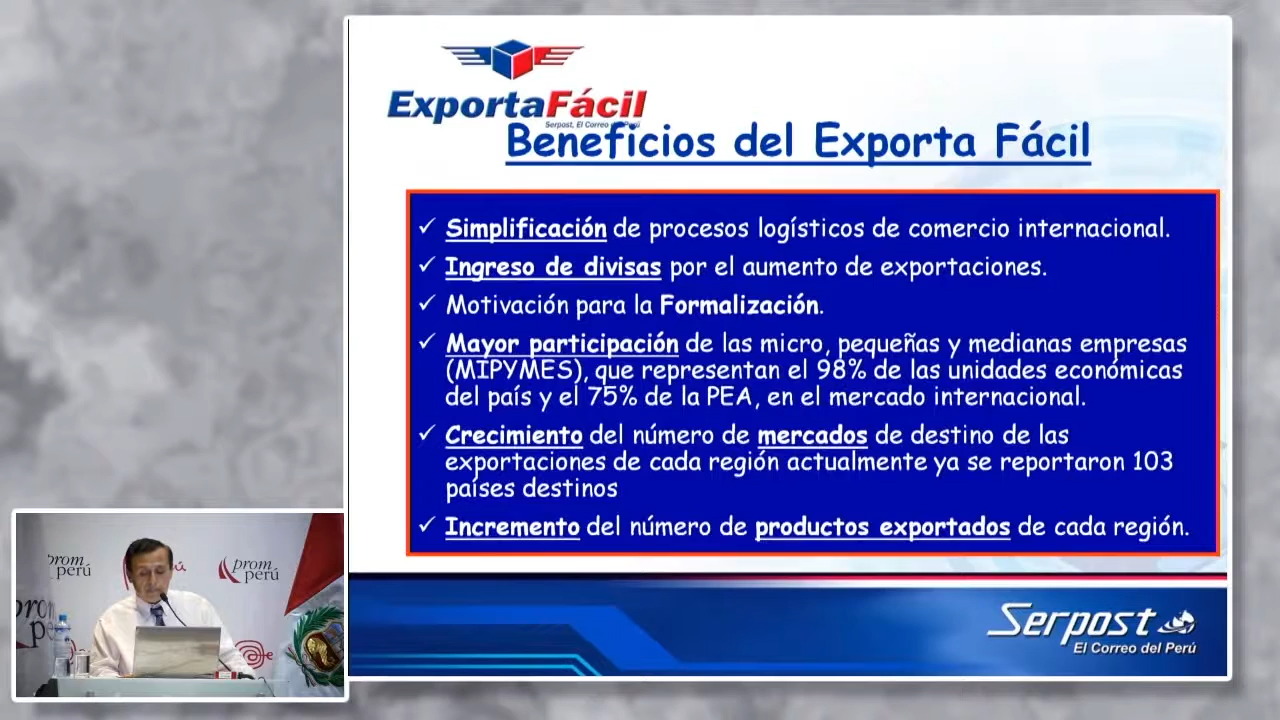 ExportaFácil
Serpost, El Correo del Perú
Beneficios del Exporta Fácil
✓ Simplificación de procesos logísticos de comercio internacional.
✓ Ingreso de divisas por el aumento de exportaciones.
✓ Motivación para la Formalización.
✓ Mayor participación de las micro, pequeñas y medianas empresas
(MIPYMES), que representan el 98% de las unidades económicas
del país y el 75% de la PEA, en el mercado internacional.
✓ Crecimiento del número de mercados de destino de las
exportaciones de cada región actualmente ya se reportaron 103
países destinos
✓ Incremento del número de productos exportados de cada región.
Serpost
El Correo del Perú
prom
perú
prom
perú